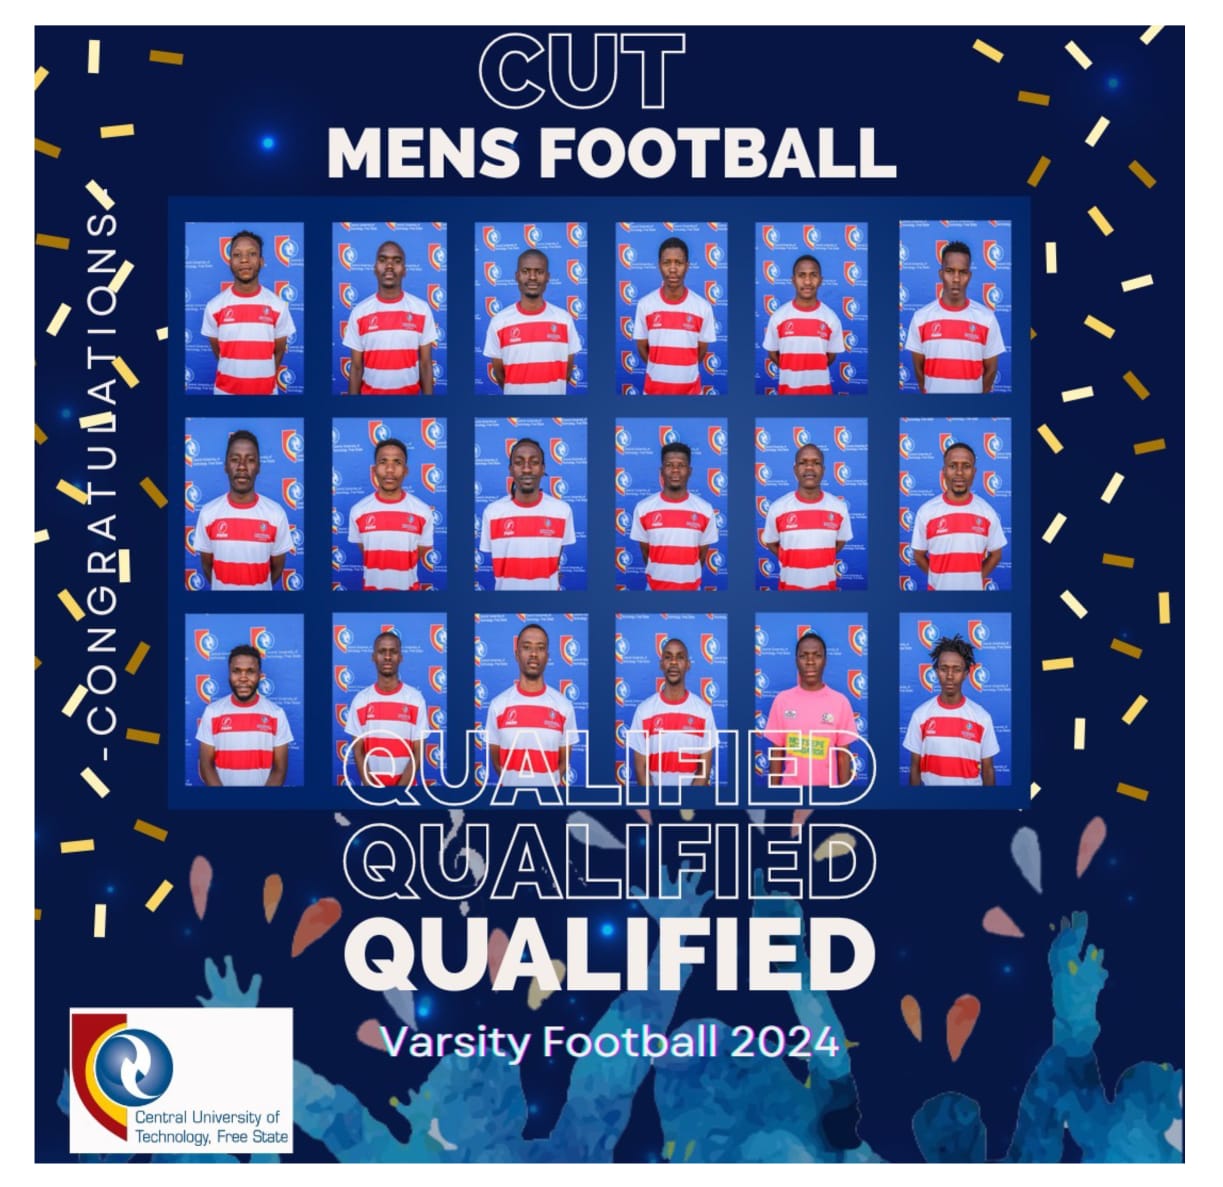 CUT
MENS FOOTBALL
-CONGRATULATIONS-
QUALIFIED
QUALIFIED
QUALIFIED
Varsity Football 2024
Central University of
Technology, Free State